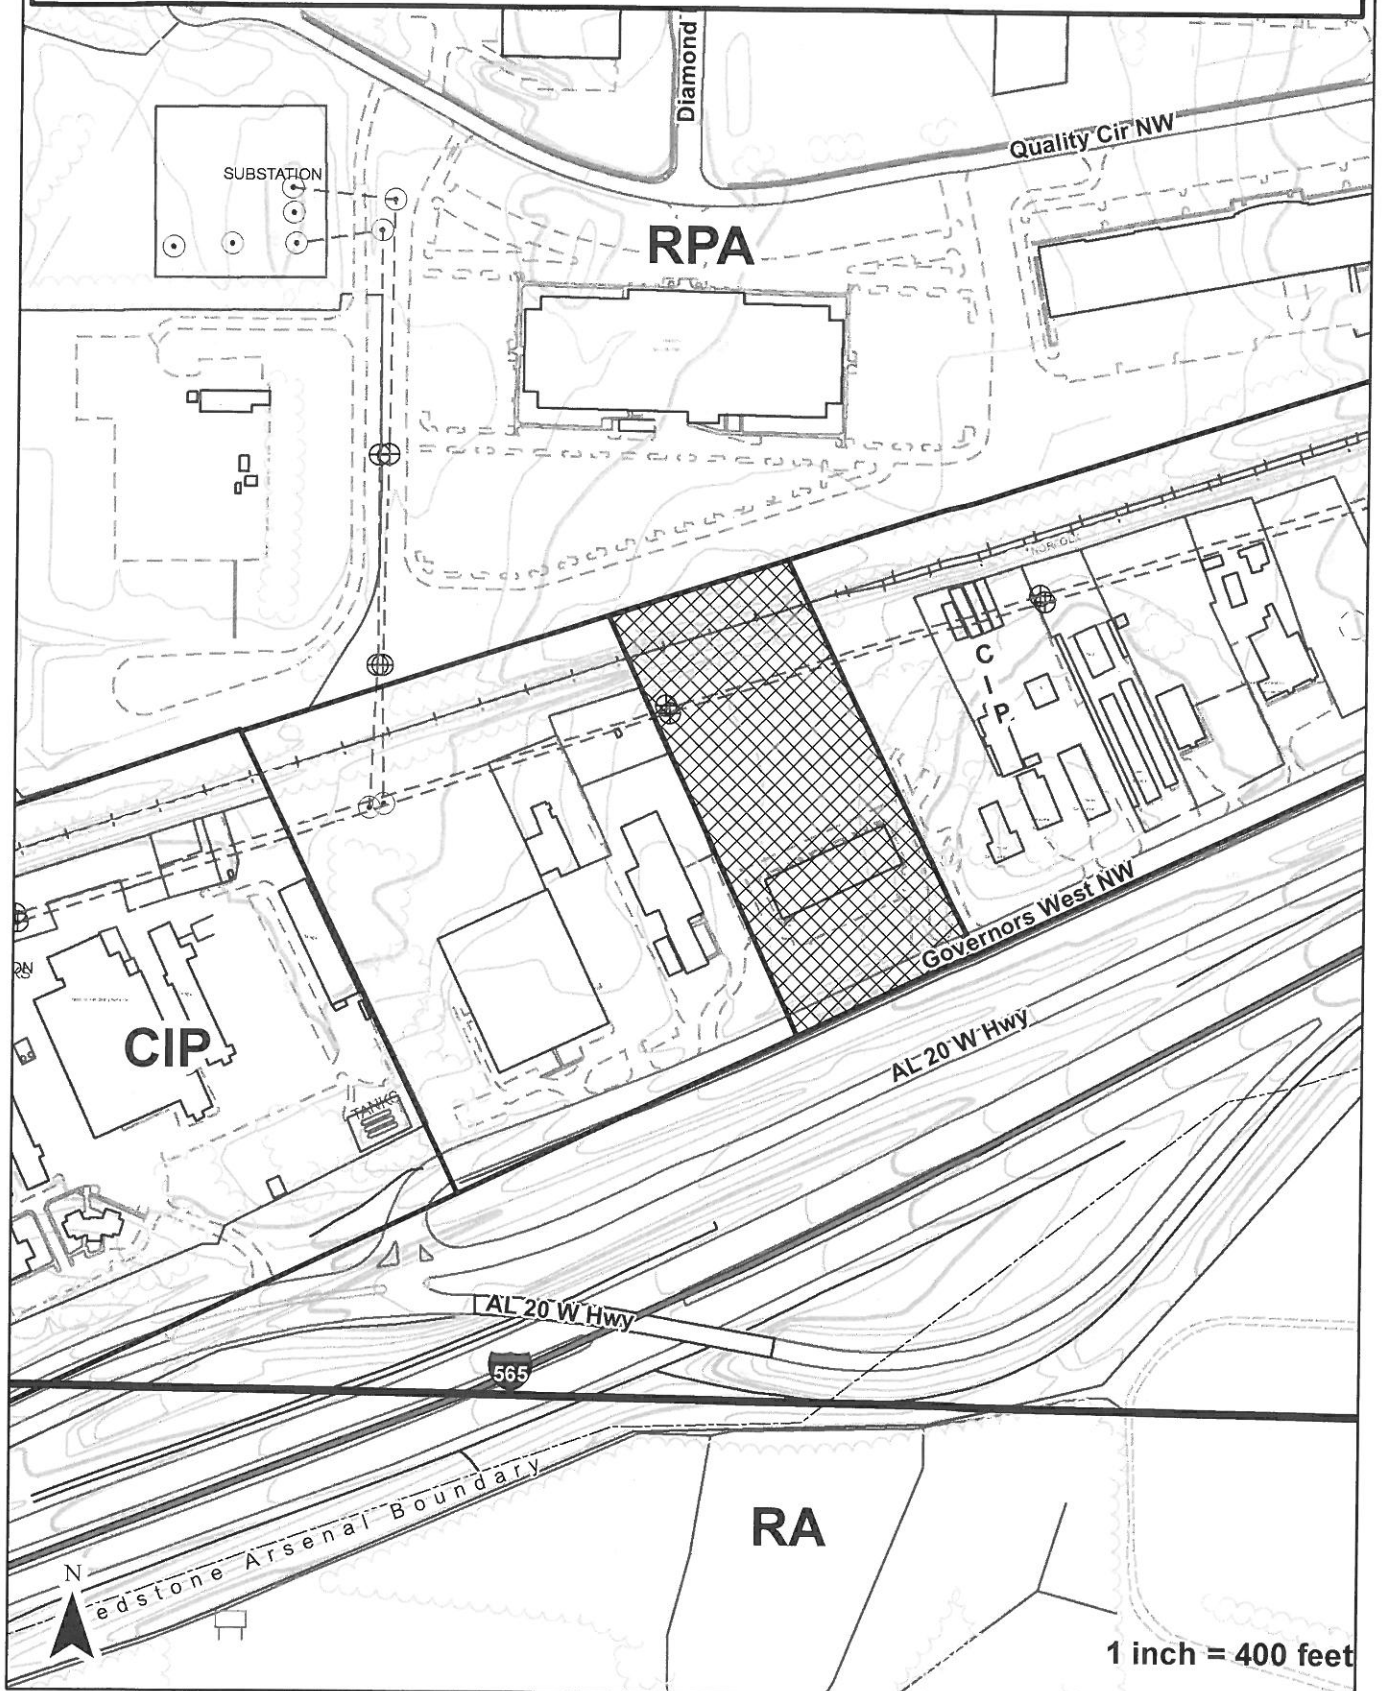 Diamond
Quality Cir NW
SUBSTATION
RPA
NORFOLK
C
I
P
Governors West NW
AL 20 W Hwy
CIP
TANKS
AL 20 W Hwy
565
edstone Arsenal Boundary
RA
N
1 inch = 400 feet